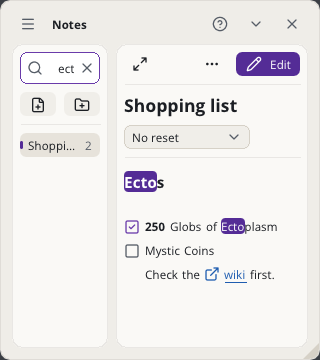 Notes
ect
Edit
Shopping list
No reset
Shoppi... 2
Ectos
250 Globs of Ectoplasm
Mystic Coins
Check the wiki first.